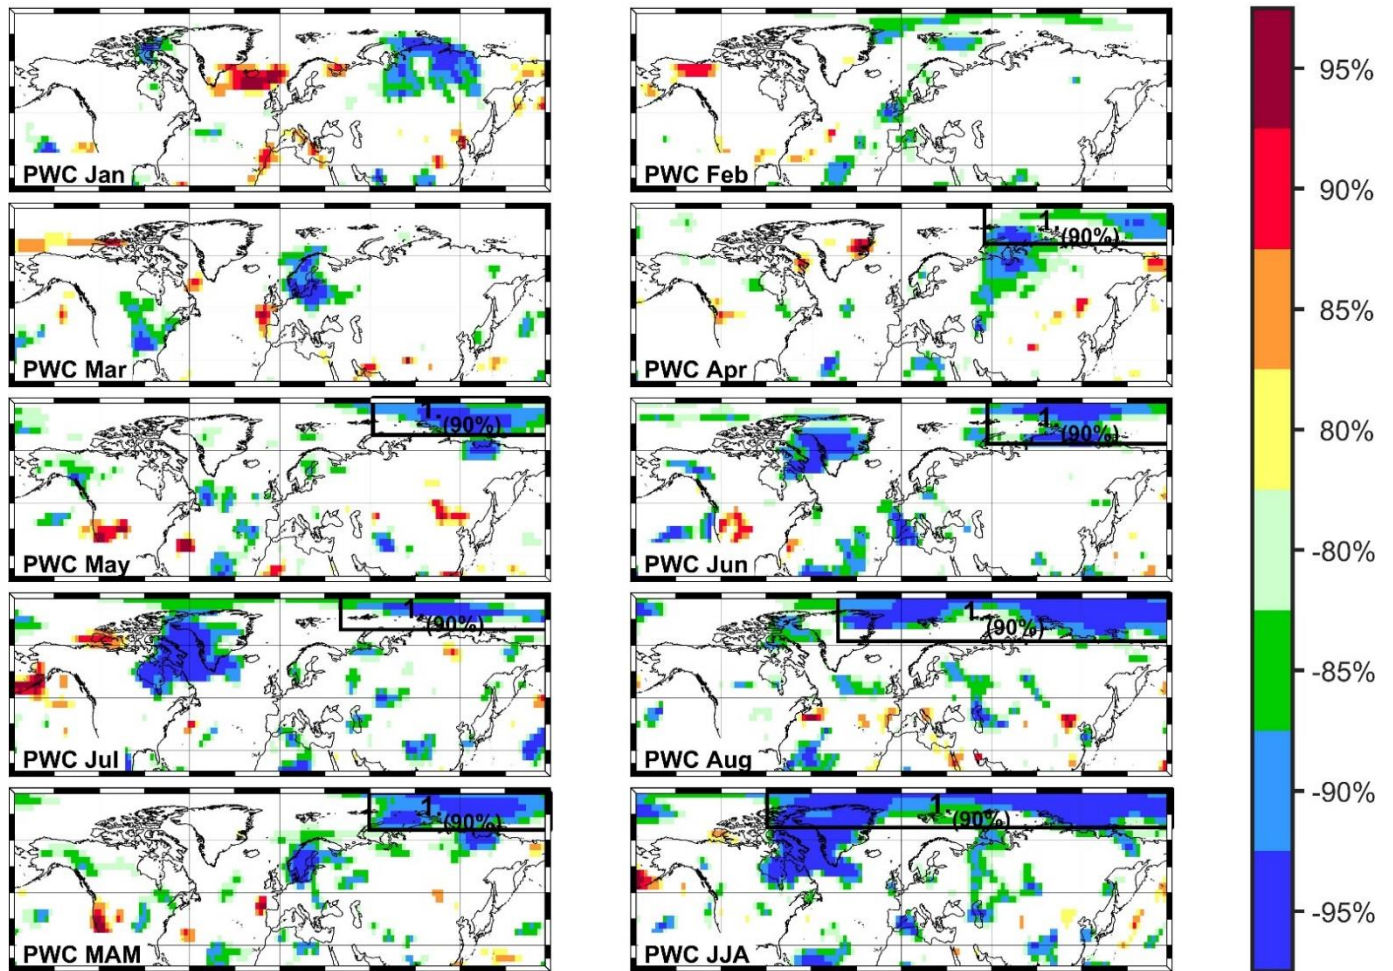 PWC Jan
PWC Feb
PWC Mar
1.
(90%)
PWC Apr
1.
(90%)
PWC May
1.
(90%)
PWC Jun
1.
(90%)
PWC Jul
1.
(90%)
PWC Aug
1.
(90%)
PWC MAM
1.
(90%)
PWC JJA
95%
90%
85%
80%
-80%
-85%
-90%
-95%